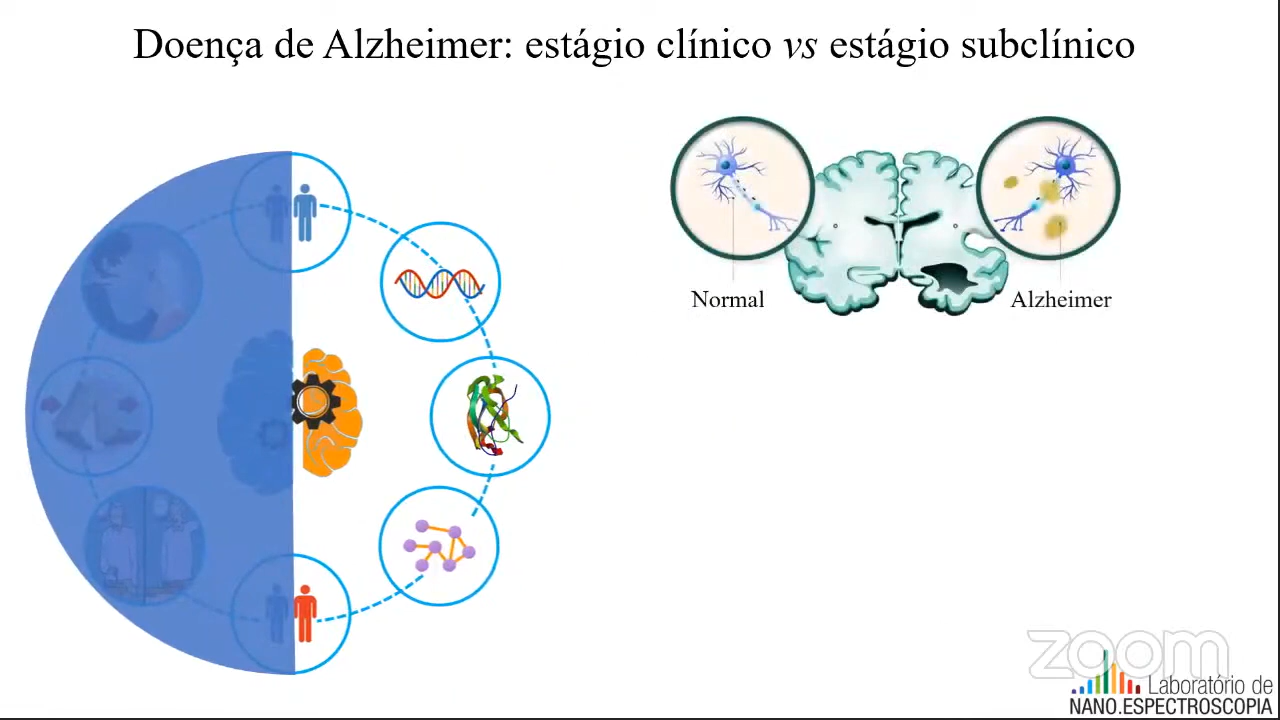 Doença de Alzheimer: estágio clínico vs estágio subclínico
Normal
Alzheimer
zoom
Laboratório de
NANO.ESPECTROSCOPIA